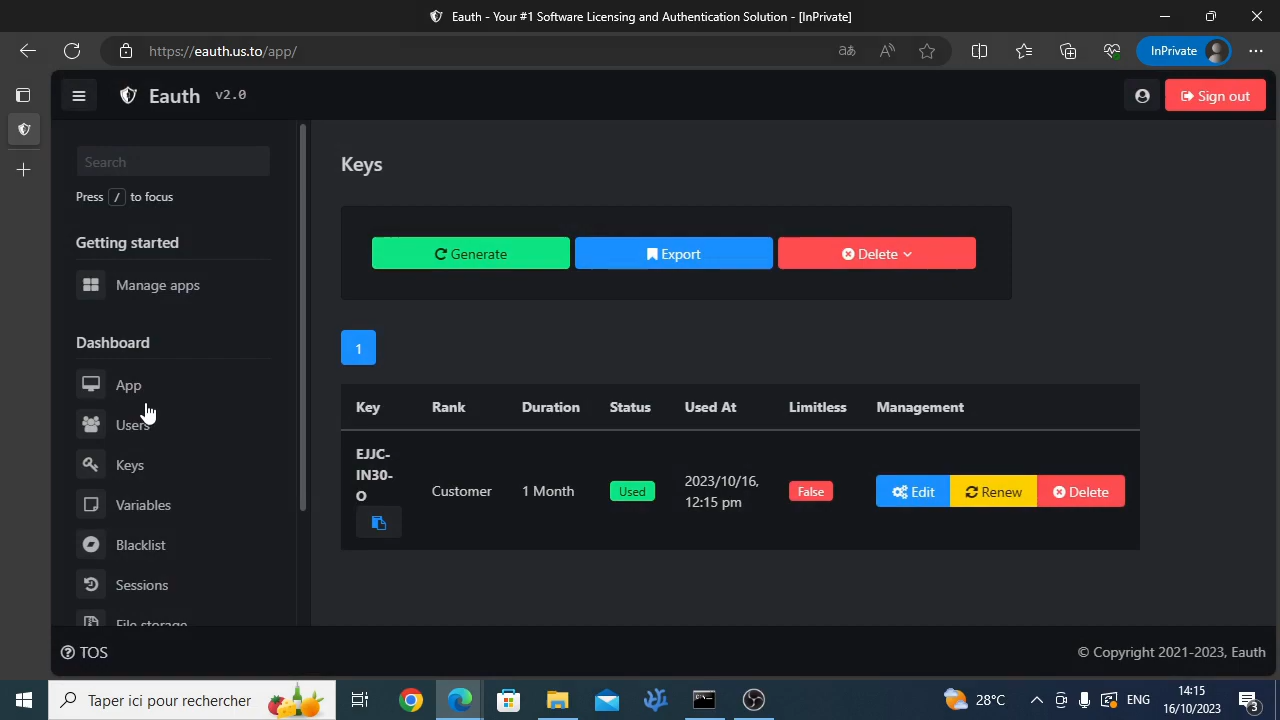 Eauth - Your #1 Software Licensing and Authentication Solution - [InPrivate]
https://eauth.us.to/app/
InPrivate
Eauth v2.0
Sign out
Search
Press / to focus
Getting started
Manage apps
Dashboard
App
Users
Keys
Variables
Blacklist
Sessions
File storage
Keys
Generate
Export
Delete
1
Key Rank Duration Status Used At Limitless Management
EJJC-
IN30-
O
Customer
1 Month
Used
2023/10/16,
12:15 pm
False
Edit
Renew
Delete
TOS
© Copyright 2021-2023, Eauth
Taper ici pour rechercher
28°C
ENG
14:15
16/10/2023
3